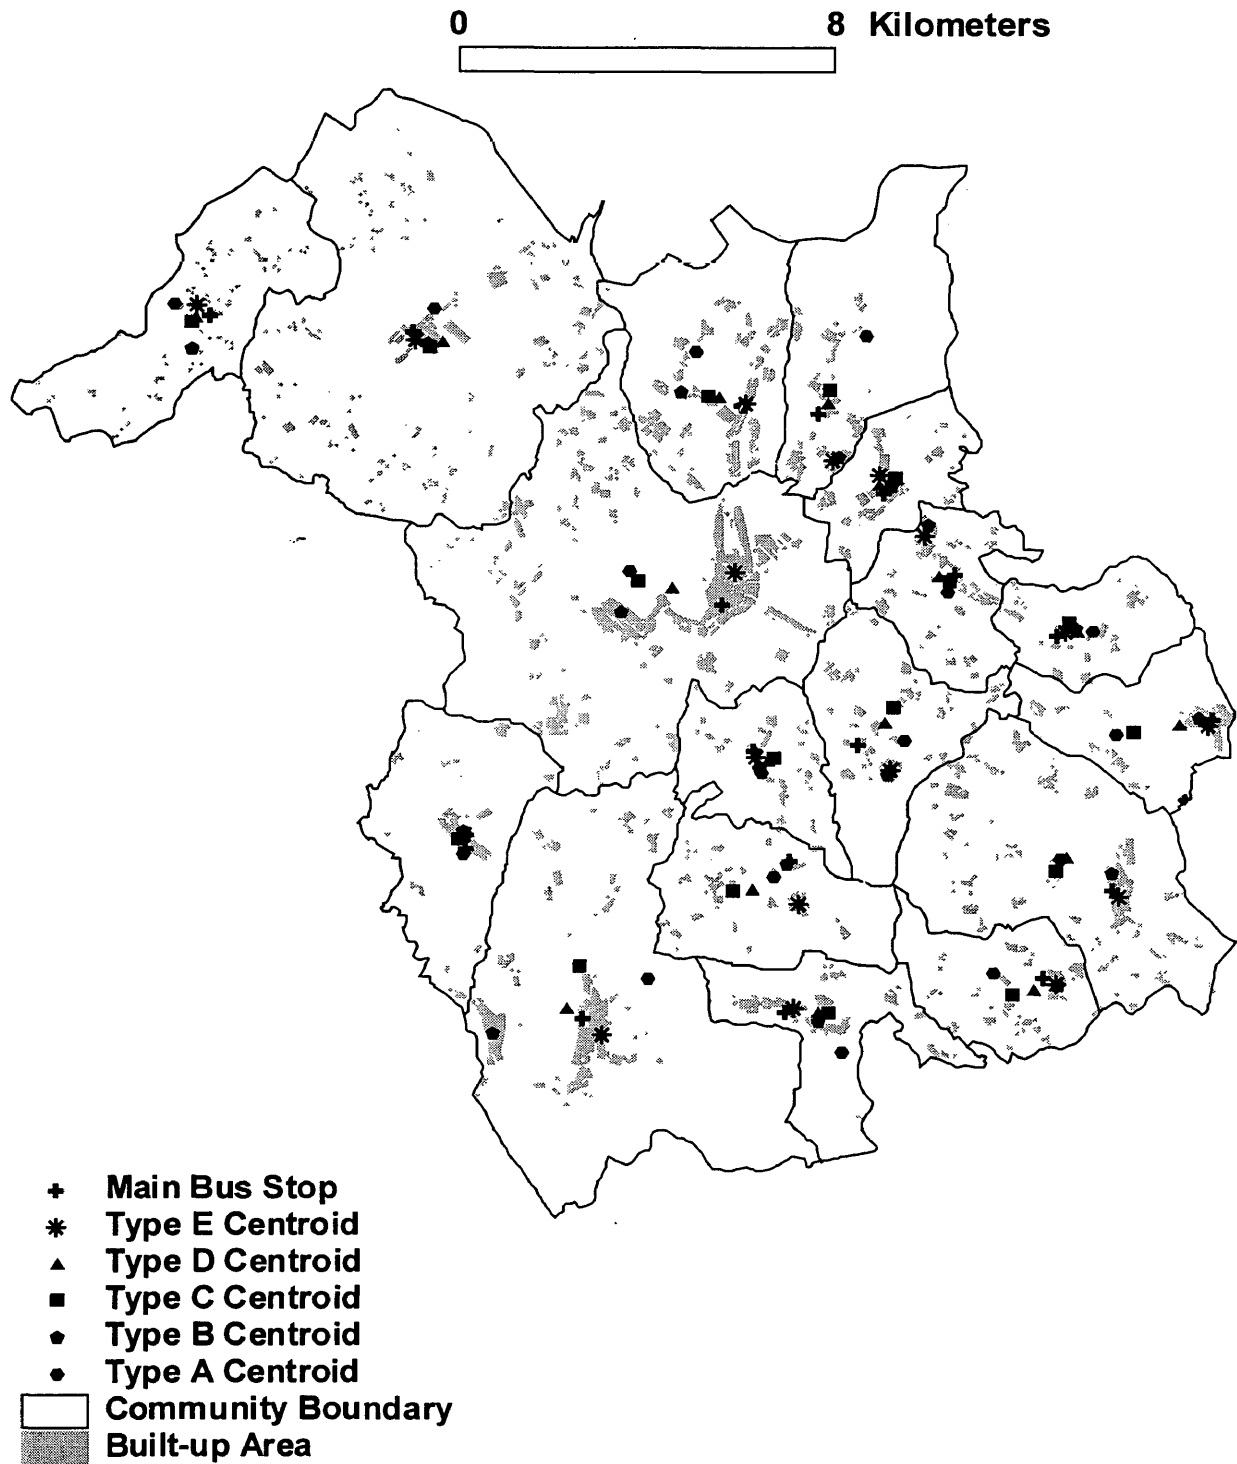 0 8 Kilometers
Main Bus Stop
Type E Centroid
Type D Centroid
Type C Centroid
Type B Centroid
Type A Centroid
Community Boundary
Built-up Area